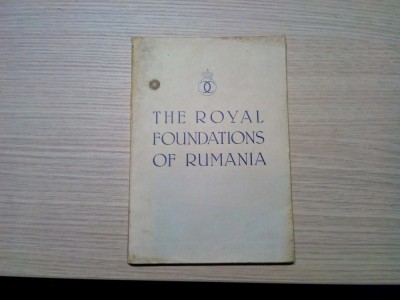 THE ROYAL
FOUNDATIONS
OF RUMANIA